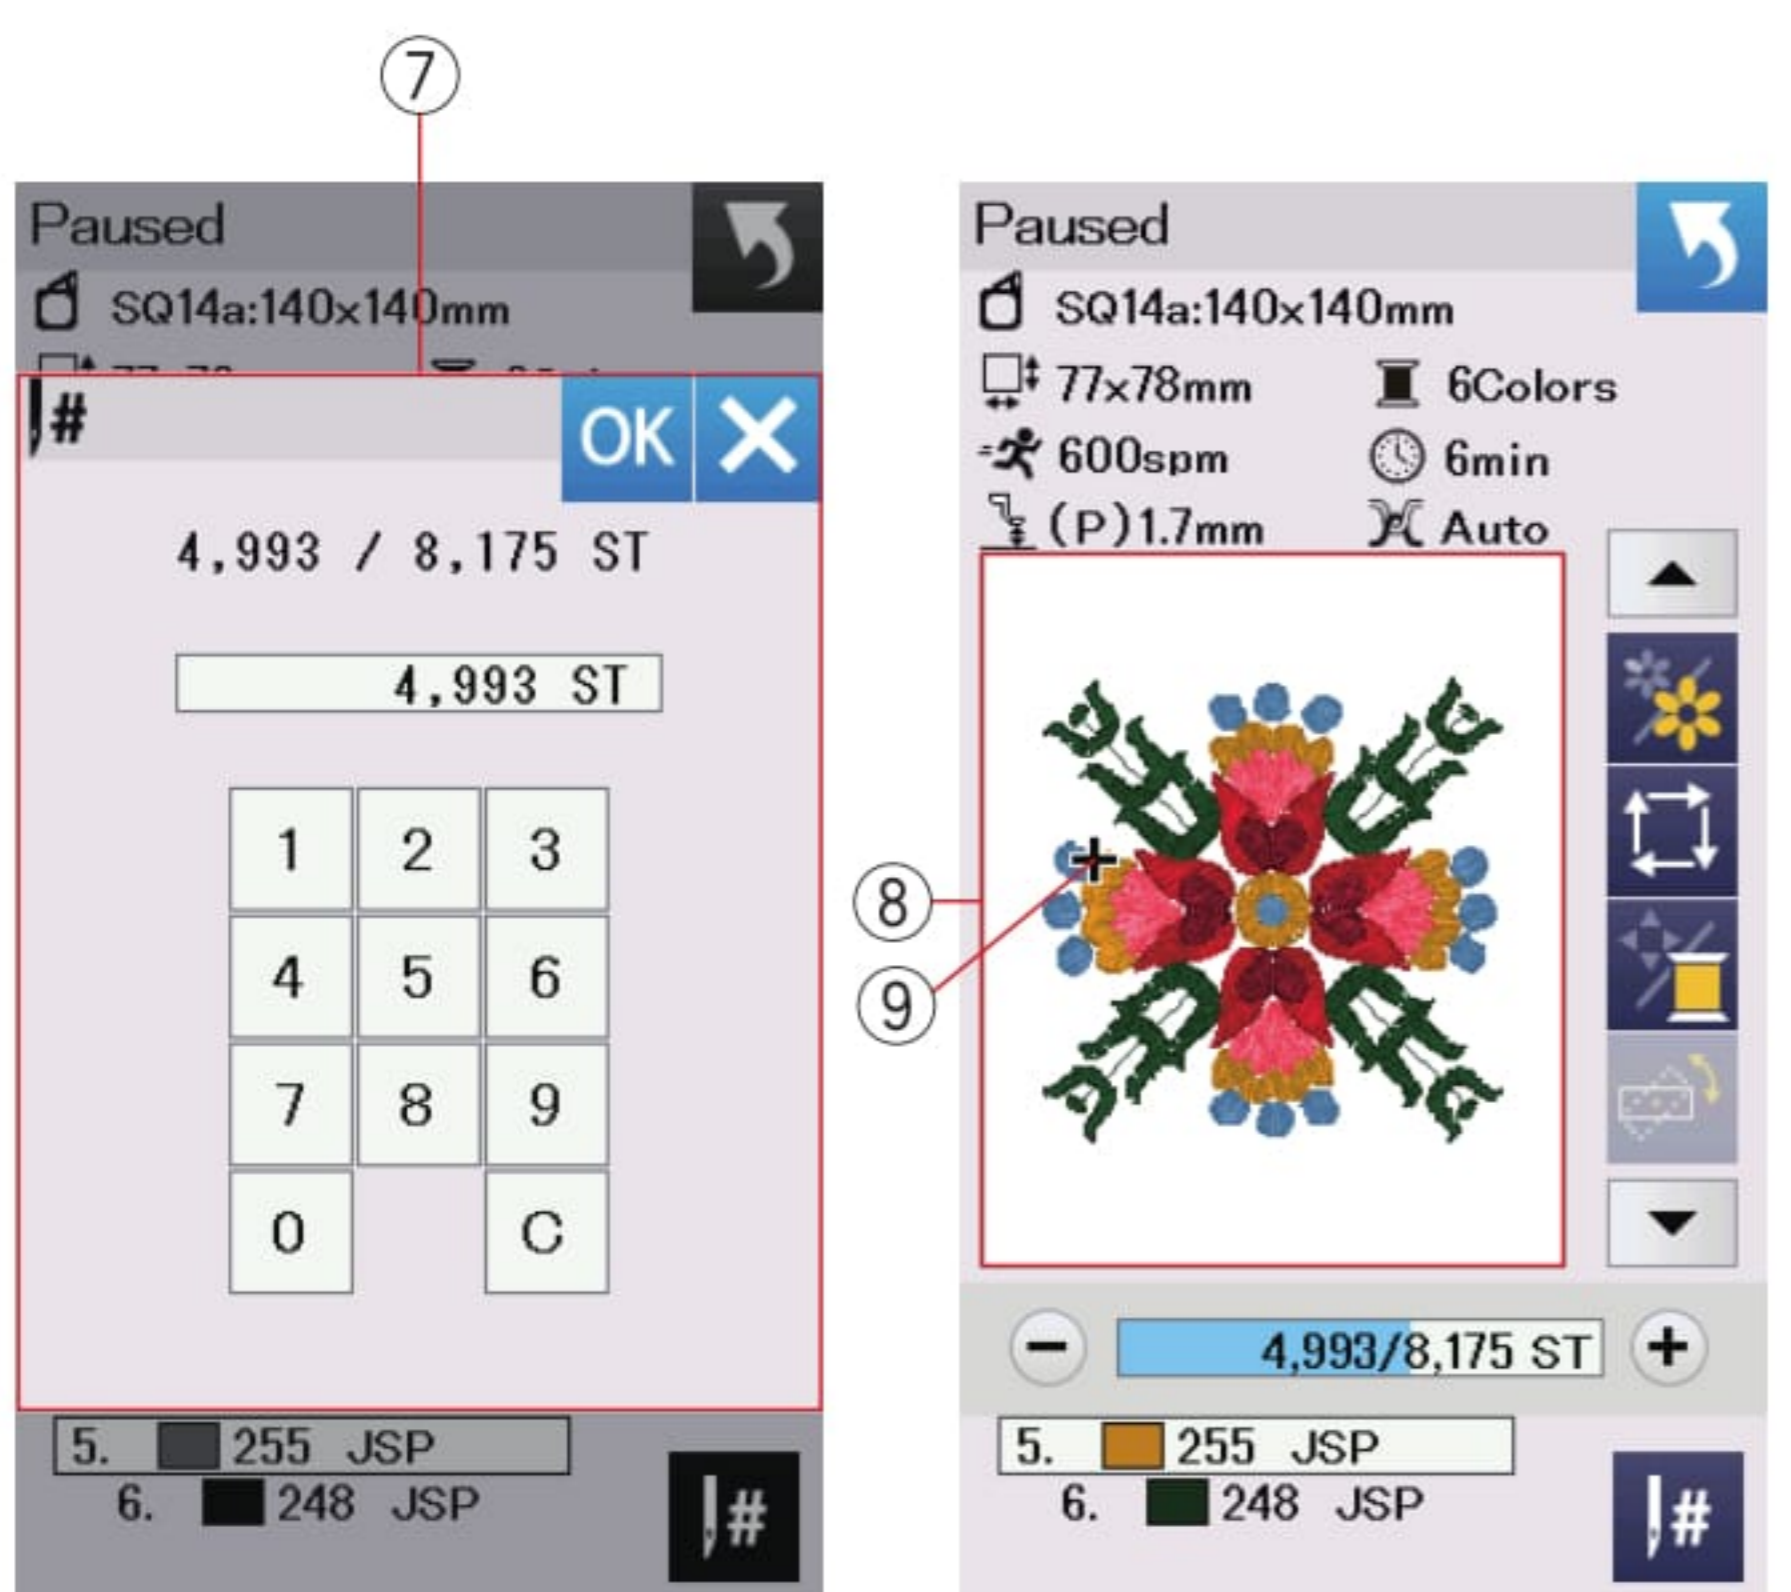 7
Paused
SQ14a:140x140mm
#
OK
4,993 / 8,175 ST
4,993 ST
1 2 3
4 5 6
7 8 9
0 C
5. 255 JSP
6. 248 JSP
#
8
9
Paused
SQ14a:140x140mm
77x78mm 6Colors
600spm 6min
(P)1.7mm Auto
4,993/8,175 ST
5. 255 JSP
6. 248 JSP
#